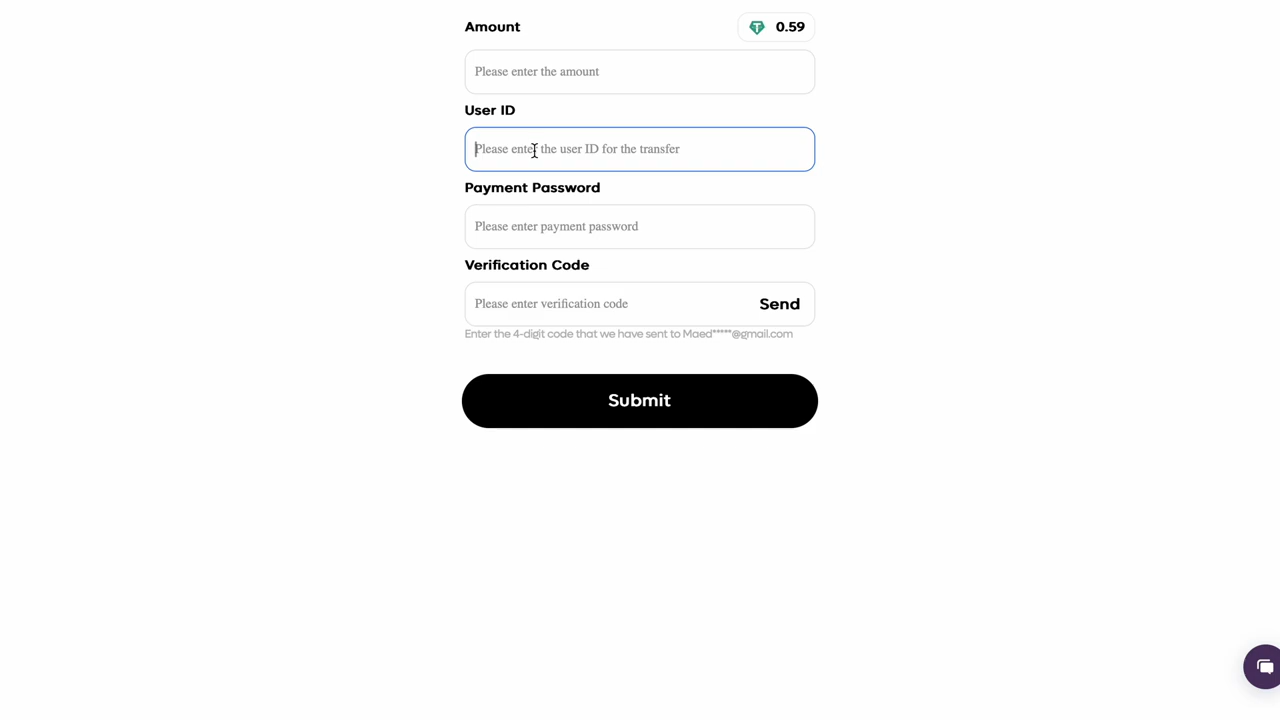 Amount
0.59
Please enter the amount
User ID
Please enter the user ID for the transfer
Payment Password
Please enter payment password
Verification Code
Please enter verification code
Send
Enter the 4-digit code that we have sent to Maed*****@gmail.com
Submit